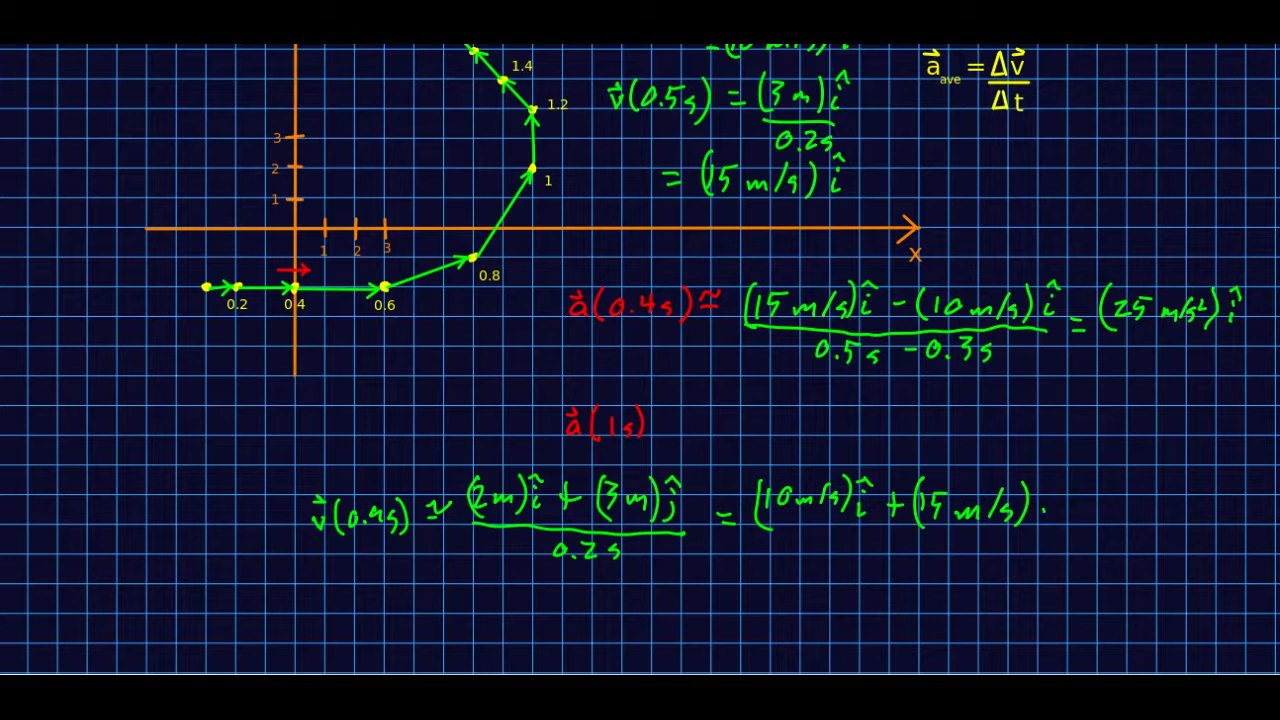 1.4
1.2
3
2
1
1
1 2 3
x
0.8
0.2 0.4 0.6
v⃗(0.5s) = (3 m)î / 0.2s
= (15 m/s) î
a⃗ ave = Δv⃗ / Δt
a⃗(0.4s) ≃ (15 m/s)î − (10 m/s) î / 0.5s − 0.3s = (25 m/s²) î
a⃗(1s)
v⃗(0.9s) ≃ (2m)î + (3m)ĵ / 0.2s = (10 m/s)î + (15 m/s)